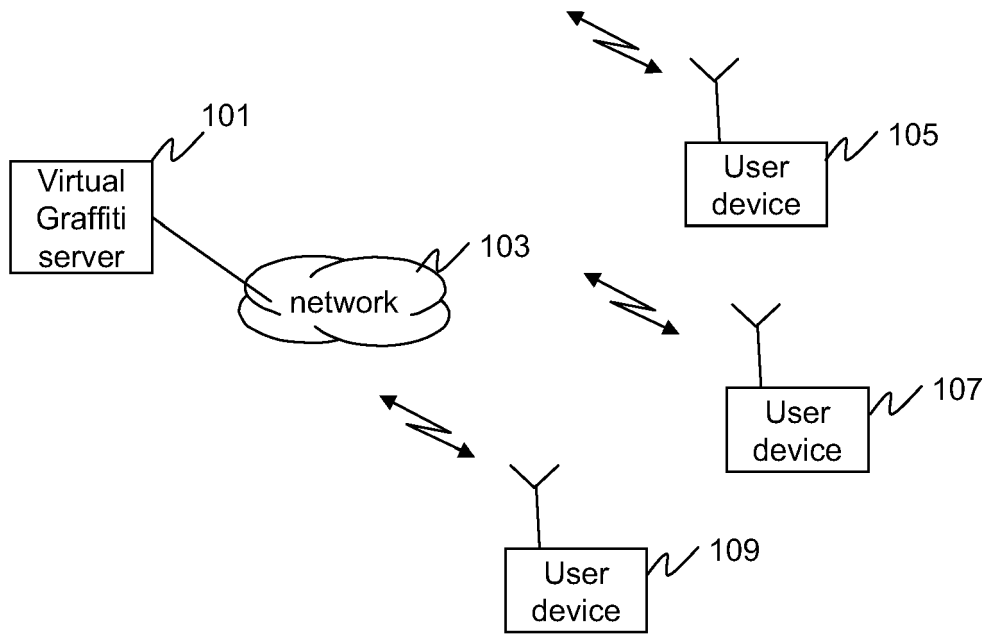 101
Virtual
Graffiti
server
103
network
105
User
device
107
User
device
109
User
device